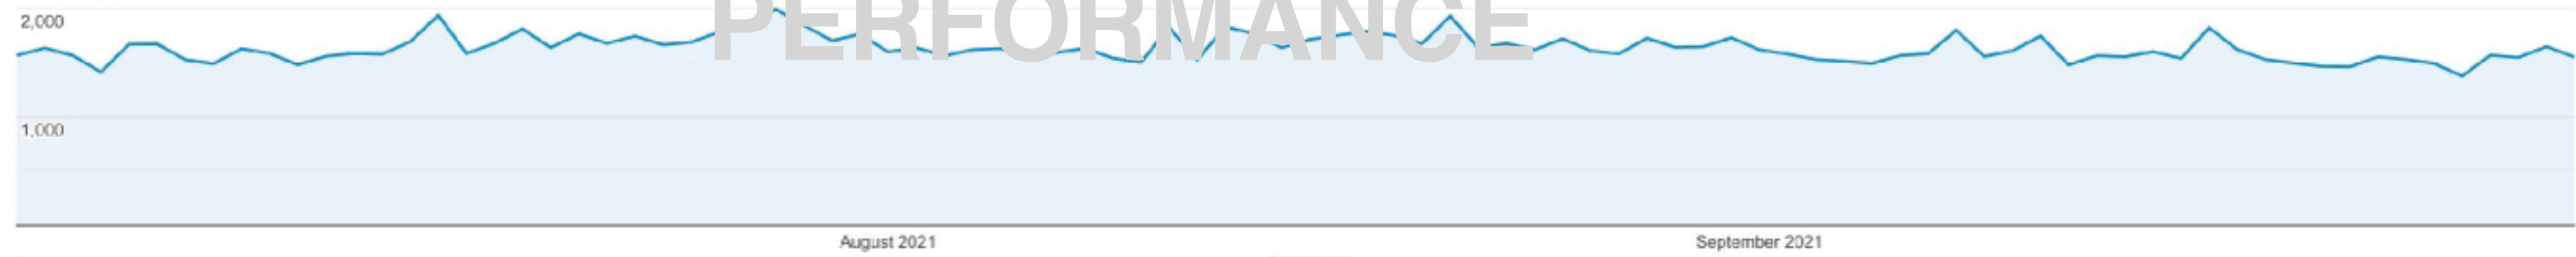 PERFORMANCE
2,000
1,000
August 2021
September 2021